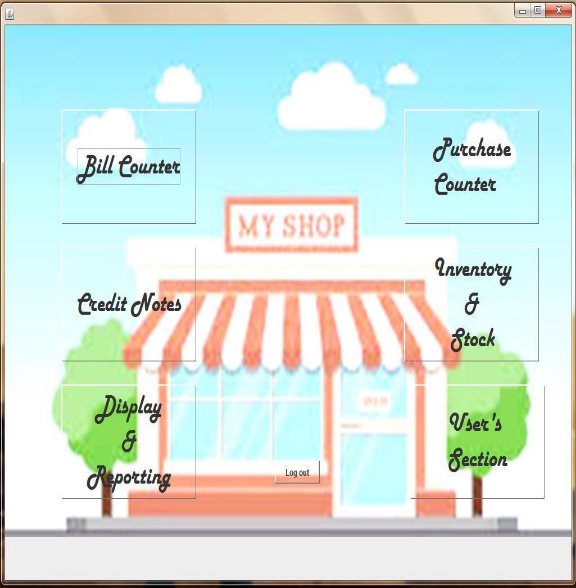 Bill Counter
Purchase
Counter
MY SHOP
Credit Notes
Inventory
&
Stock
Display
&
Reporting
User's
Section
Log out